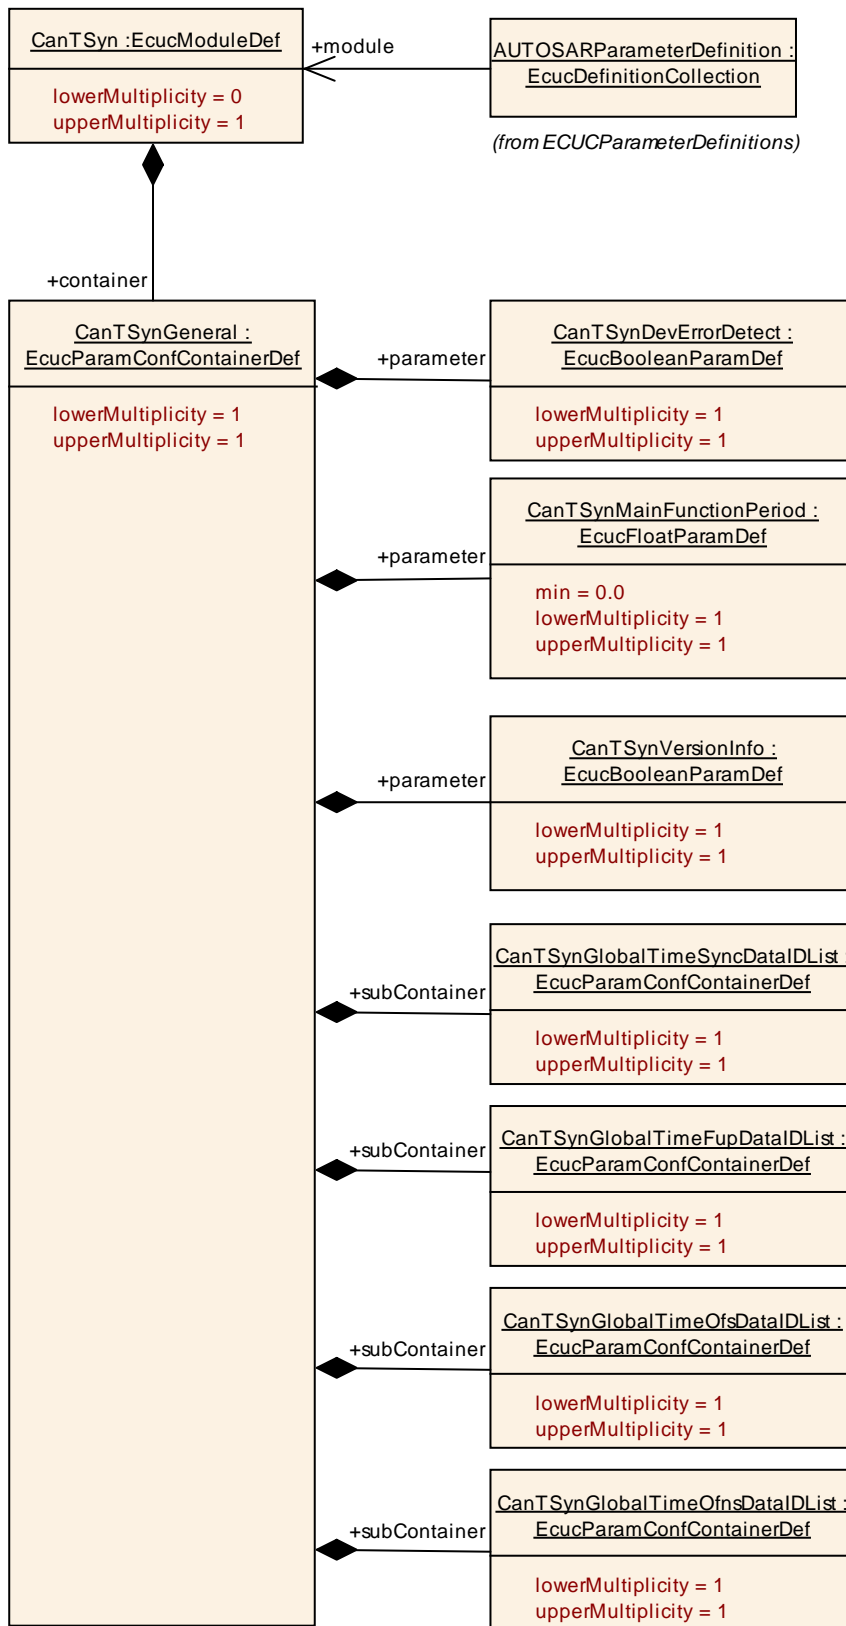 CanTSyn :EcucModuleDef
lowerMultiplicity = 0
upperMultiplicity = 1
+module
AUTOSARParameterDefinition :
EcucDefinitionCollection
(from ECUCParameterDefinitions)
+container
CanTSynGeneral :
EcucParamConfContainerDef
lowerMultiplicity = 1
upperMultiplicity = 1
+parameter
CanTSynDevErrorDetect :
EcucBooleanParamDef
lowerMultiplicity = 1
upperMultiplicity = 1
+parameter
CanTSynMainFunctionPeriod :
EcucFloatParamDef
min = 0.0
lowerMultiplicity = 1
upperMultiplicity = 1
+parameter
CanTSynVersionInfo :
EcucBooleanParamDef
lowerMultiplicity = 1
upperMultiplicity = 1
+subContainer
CanTSynGlobalTimeSyncDataIDList :
EcucParamConfContainerDef
lowerMultiplicity = 1
upperMultiplicity = 1
+subContainer
CanTSynGlobalTimeFupDataIDList :
EcucParamConfContainerDef
lowerMultiplicity = 1
upperMultiplicity = 1
+subContainer
CanTSynGlobalTimeOfsDataIDList :
EcucParamConfContainerDef
lowerMultiplicity = 1
upperMultiplicity = 1
+subContainer
CanTSynGlobalTimeOfnsDataIDList :
EcucParamConfContainerDef
lowerMultiplicity = 1
upperMultiplicity = 1